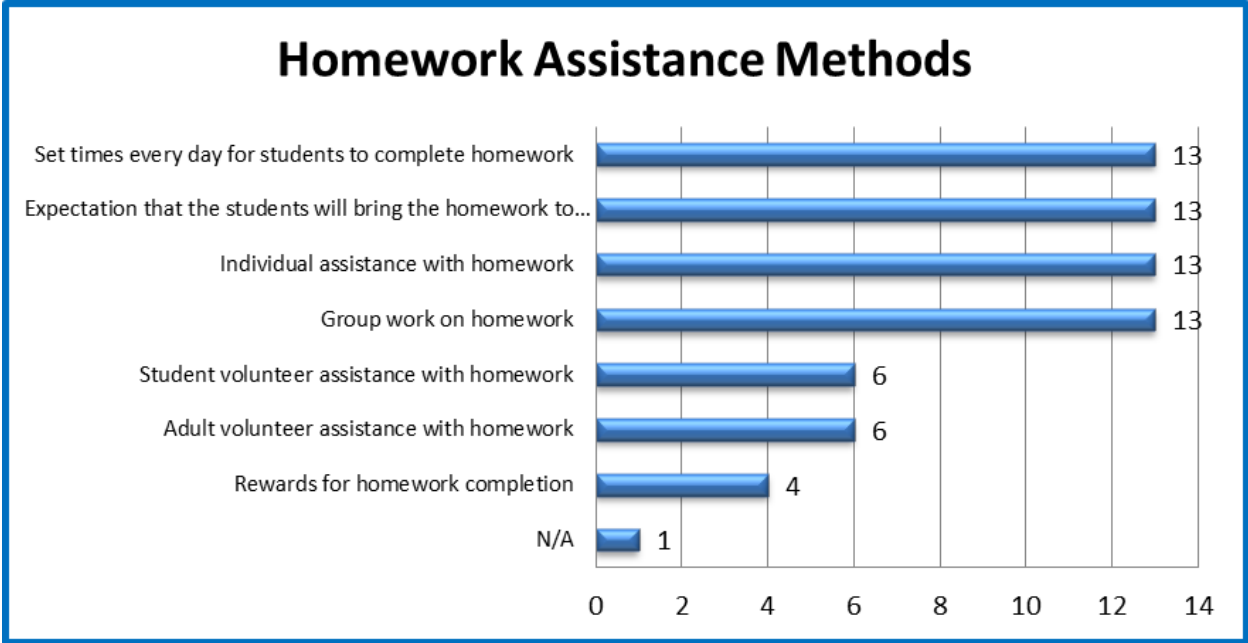 Homework Assistance Methods
Set times every day for students to complete homework 13
Expectation that the students will bring the homework to... 13
Individual assistance with homework 13
Group work on homework 13
Student volunteer assistance with homework 6
Adult volunteer assistance with homework 6
Rewards for homework completion 4
N/A 1
0 2 4 6 8 10 12 14